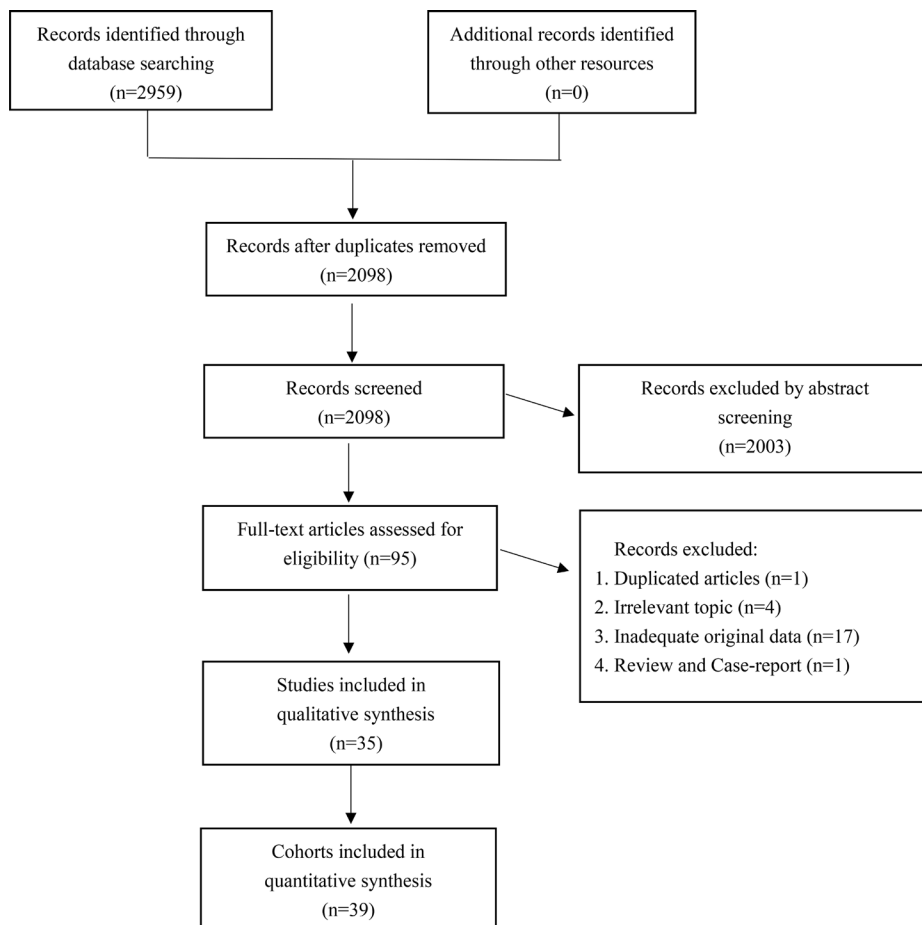 Records identified through
database searching
(n=2959)
Additional records identified
through other resources
(n=0)
Records after duplicates removed
(n=2098)
Records screened
(n=2098)
Records excluded by abstract
screening
(n=2003)
Full-text articles assessed for
eligibility (n=95)
Records excluded:
1. Duplicated articles (n=1)
2. Irrelevant topic (n=4)
3. Inadequate original data (n=17)
4. Review and Case-report (n=1)
Studies included in
qualitative synthesis
(n=35)
Cohorts included in
quantitative synthesis
(n=39)